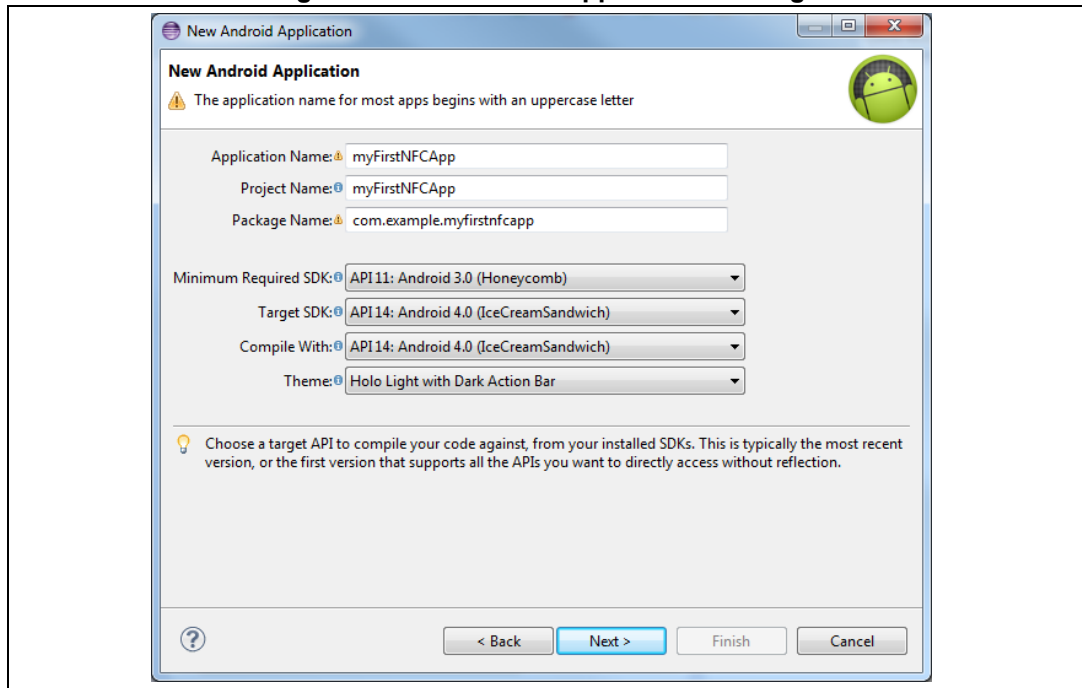 New Android Application
New Android Application
The application name for most apps begins with an uppercase letter
Application Name: myFirstNFCApp
Project Name: myFirstNFCApp
Package Name: com.example.myfirstnfcapp
Minimum Required SDK: API 11: Android 3.0 (Honeycomb)
Target SDK: API 14: Android 4.0 (IceCreamSandwich)
Compile With: API 14: Android 4.0 (IceCreamSandwich)
Theme: Holo Light with Dark Action Bar
Choose a target API to compile your code against, from your installed SDKs. This is typically the most recent
version, or the first version that supports all the APIs you want to directly access without reflection.
? < Back Next > Finish Cancel